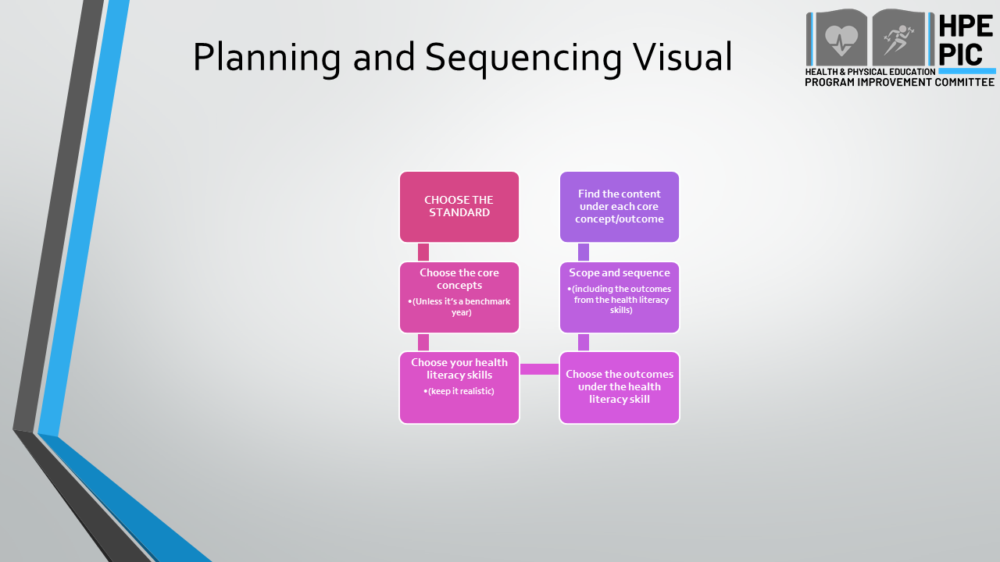 Planning and Sequencing Visual
HPE
PIC
HEALTH & PHYSICAL EDUCATION
PROGRAM IMPROVEMENT COMMITTEE
CHOOSE THE
STANDARD
Choose the core
concepts
•(Unless it's a benchmark
year)
Choose your health
literacy skills
•(keep it realistic)
Choose the outcomes
under the health
literacy skill
Scope and sequence
•(including the outcomes
from the health literacy
skills)
Find the content
under each core
concept/outcome